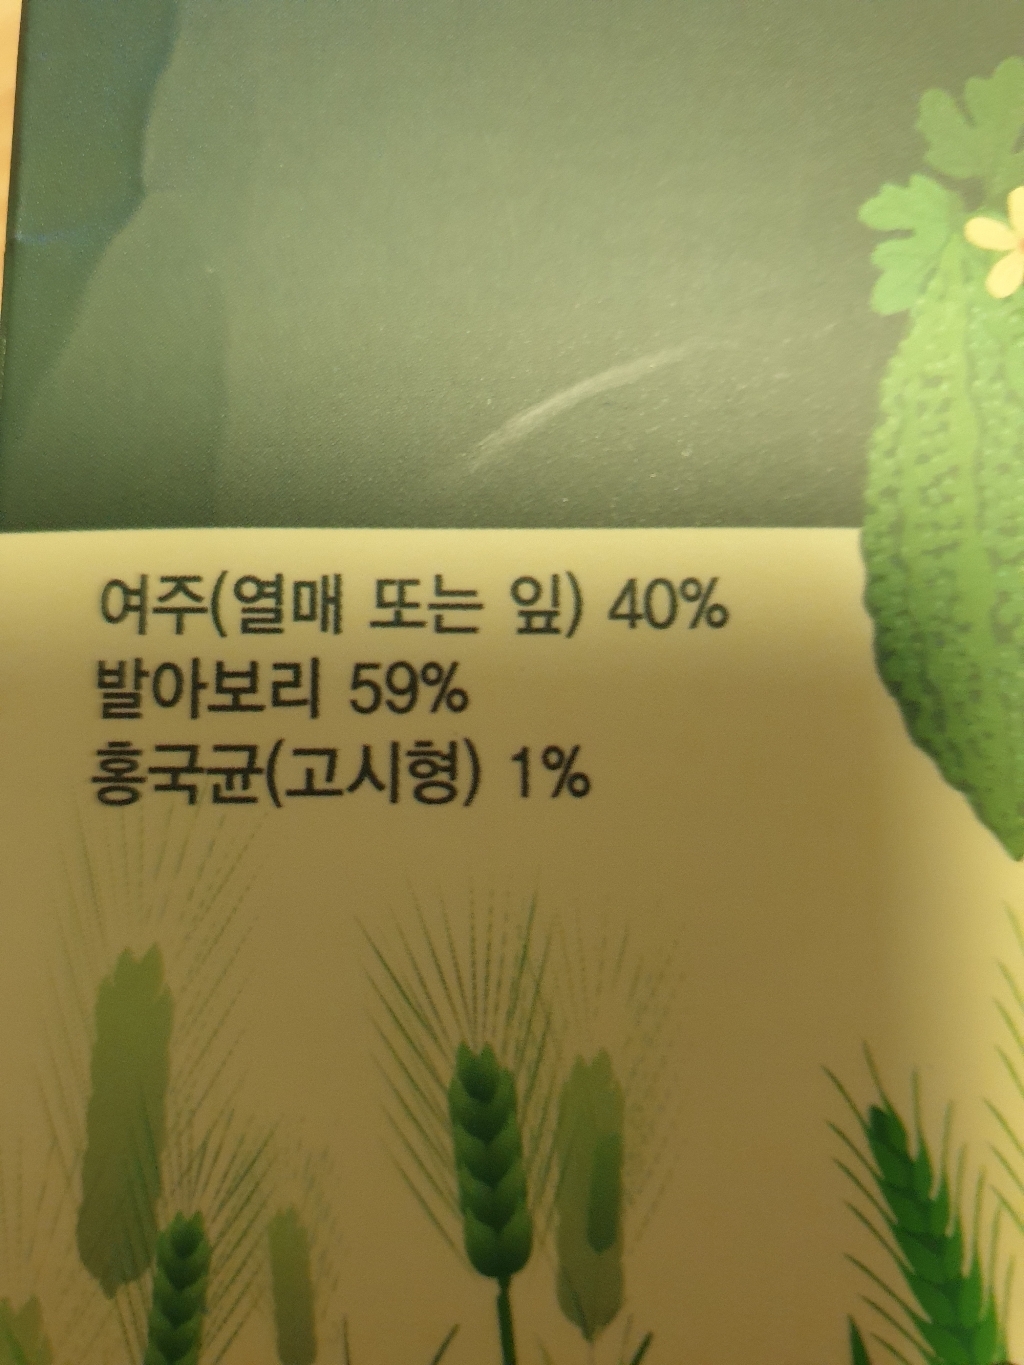 여주(열매 또는 잎) 40%
발아보리 59%
홍국균(고시형) 1%